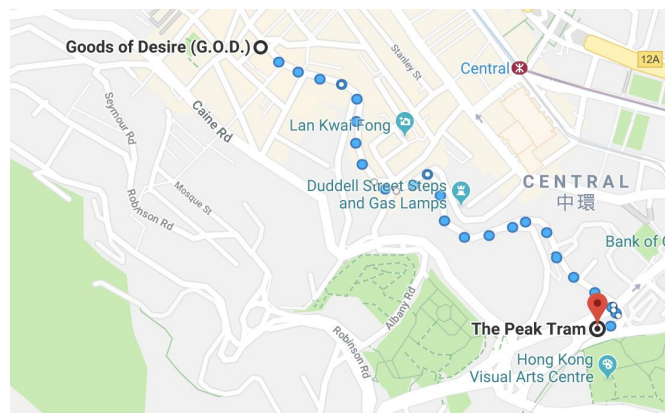 Goods of Desire (G.O.D.)
Stanley St
12A
Central
Seymour Rd
Caine Rd
Lan Kwai Fong
Mosque St
Duddell Street Steps
and Gas Lamps
CENTRAL
中環
Robinson Rd
Bank of C
Albany Rd
The Peak Tram
Robinson Rd
Hong Kong
Visual Arts Centre